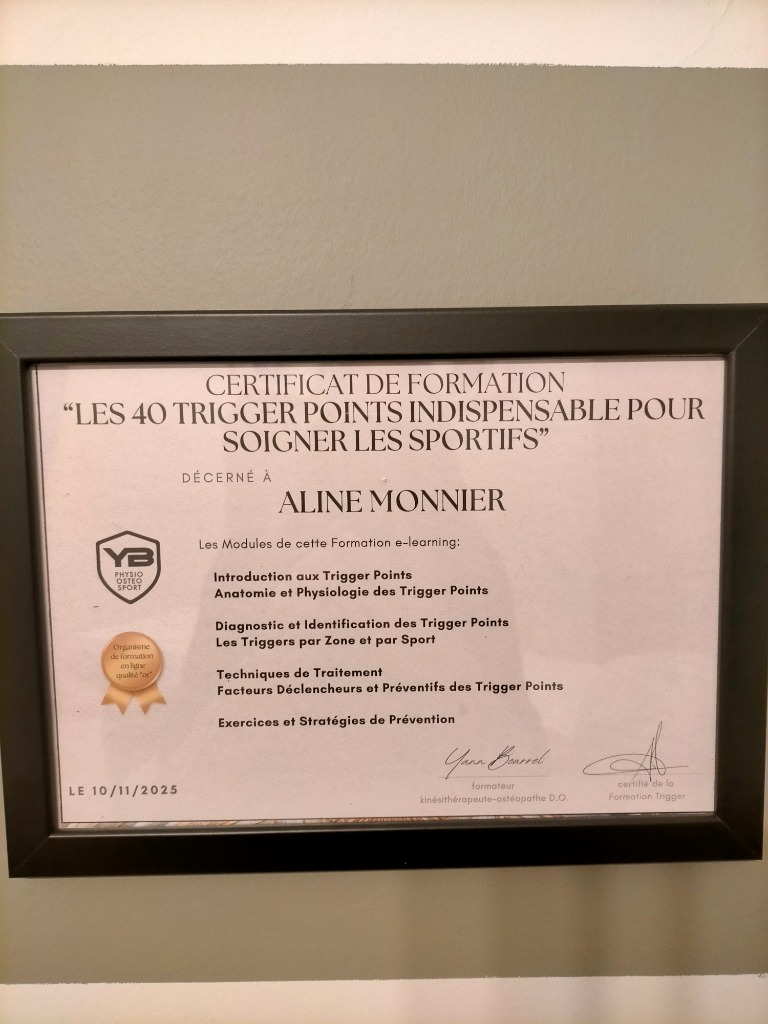 CERTIFICAT DE FORMATION
“LES 40 TRIGGER POINTS INDISPENSABLE POUR
SOIGNER LES SPORTIFS”
DÉCERNÉ À
ALINE MONNIER
Les Modules de cette Formation e-learning:
YB
PHYSIO
OSTEO
SPORT
Introduction aux Trigger Points
Anatomie et Physiologie des Trigger Points
Diagnostic et Identification des Trigger Points
Les Triggers par Zone et par Sport
Organisme
de formation
en ligne
qualité "or"
Techniques de Traitement
Facteurs Déclencheurs et Préventifs des Trigger Points
Exercices et Stratégies de Prévention
Yann Bourrel
LE 10/11/2025
formateur
kinésithérapeute-ostéopathe D.O.
certifié de la
Formation Trigger